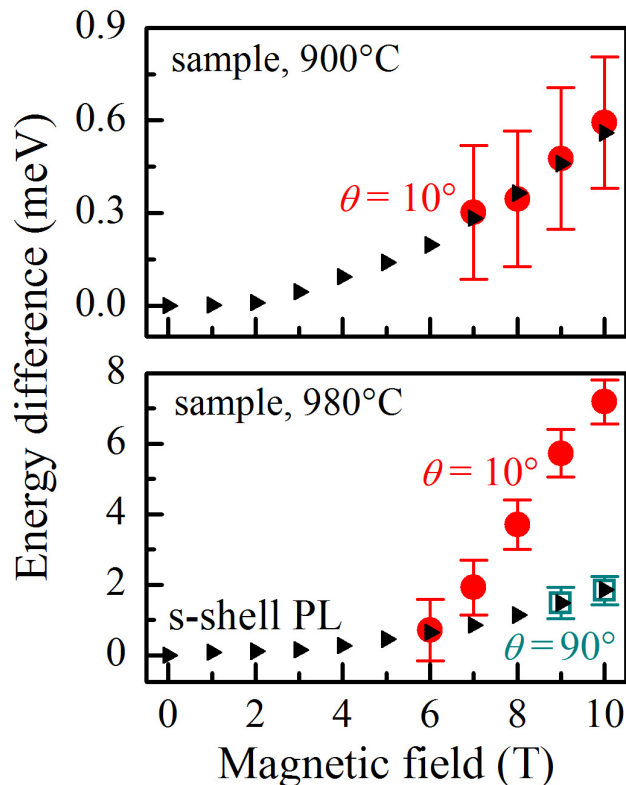 Energy difference (meV)
0.9
0.6
0.3
0.0
sample, 900°C
θ = 10°
8
6
4
2
0
sample, 980°C
θ = 10°
s-shell PL
θ = 90°
0 2 4 6 8 10
Magnetic field (T)